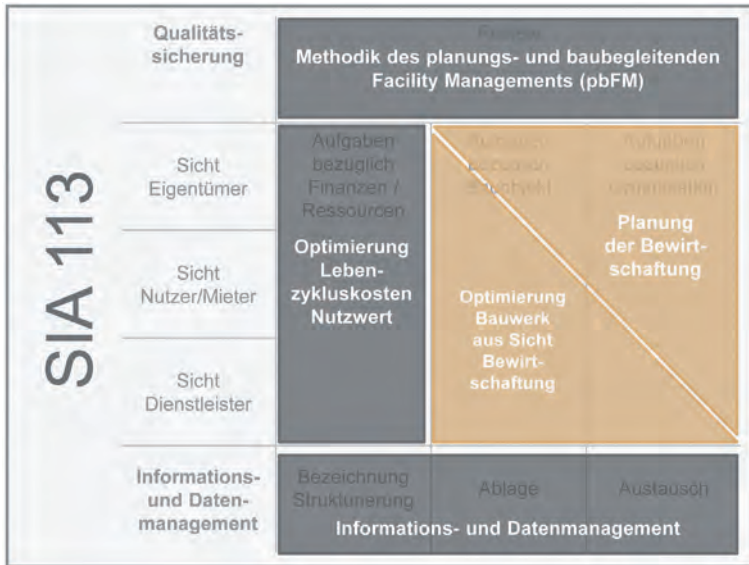 SIA 113
Qualitäts-
sicherung
Methodik des planungs- und baubegleitenden
Facility Managements (pbFM)
Sicht
Eigentümer
Aufgaben
bezüglich
Finanzen /
Ressourcen
Sicht
Nutzer/Mieter
Optimierung
Leben-
zykluskosten
Nutzwert
Planung
der Bewirt-
schaftung
Optimierung
Bauwerk
aus Sicht
Bewirt-
schaftung
Sicht
Dienstleister
Informations-
und Daten-
management
Bezeichnung
Strukturierung
Ablage
Austausch
Informations- und Datenmanagement